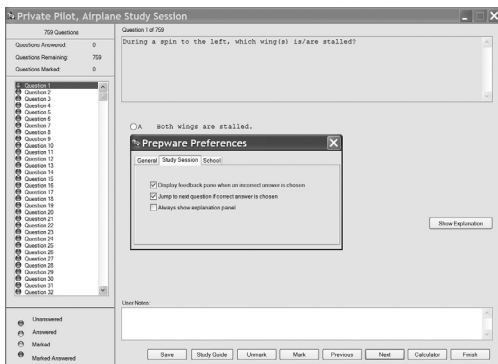 Private Pilot, Airplane Study Session
759 Questions
Questions Answered: 0
Questions Remaining: 759
Questions Marked: 0
Question 1
Question 2
Question 3
Question 4
Question 5
Question 6
Question 7
Question 8
Question 9
Question 10
Question 11
Question 12
Question 13
Question 14
Question 15
Question 16
Question 17
Question 18
Question 19
Question 20
Question 21
Question 22
Question 23
Question 24
Question 25
Question 26
Question 27
Question 28
Question 29
Question 30
Question 31
Question 32
Unanswered
Answered
Marked
Marked Answered
Question 1 of 759
During a spin to the left, which wing(s) is/are stalled?
A Both wings are stalled.
Prepware Preferences
General Study Session School
Display feedback pane when an incorrect answer is chosen
Jump to next question if correct answer is chosen
Always show explanation panel
Show Explanation
User Notes:
Save Study Guide Unmark Mark Previous Next Calculator Finish